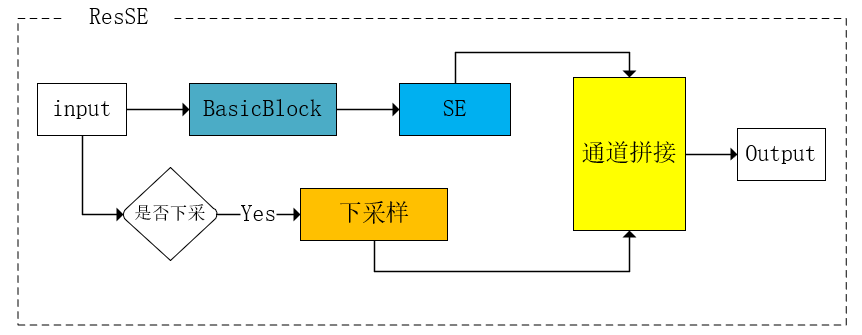 ResSE
input
BasicBlock
SE
通道拼接
Output
是否下采
Yes
下采样